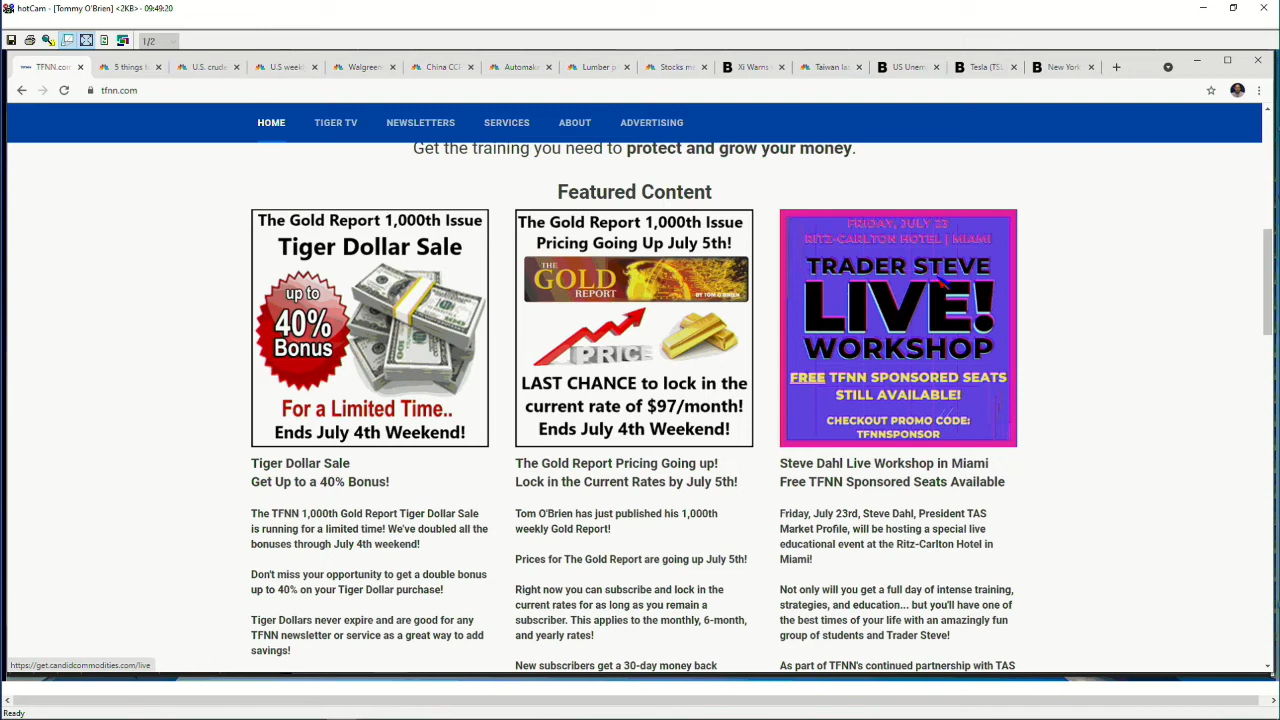 hotCam - [Tommy O'Brien] <2KB> - 09:49:20
1/2
TFNN.com
5 things t
U.S. crude
U.S week
Walgreen
China CCP
Automake
Lumber p
Stocks me
Xi Warns
Taiwan la
US Unem
Tesla (TSL
New York
tfnn.com
HOME TIGER TV NEWSLETTERS SERVICES ABOUT ADVERTISING
Get the training you need to protect and grow your money.
Featured Content
The Gold Report 1,000th Issue
Tiger Dollar Sale
up to
40%
Bonus
For a Limited Time..
Ends July 4th Weekend!
Tiger Dollar Sale
Get Up to a 40% Bonus!
The TFNN 1,000th Gold Report Tiger Dollar Sale
is running for a limited time! We've doubled all the
bonuses through July 4th weekend!
Don't miss your opportunity to get a double bonus
up to 40% on your Tiger Dollar purchase!
Tiger Dollars never expire and are good for any
TFNN newsletter or service as a great way to add
savings!
The Gold Report 1,000th Issue
Pricing Going Up July 5th!
THE
GOLD
REPORT
BY TOM O'BRIEN
PRICE
LAST CHANCE to lock in the
current rate of $97/month!
Ends July 4th Weekend!
The Gold Report Pricing Going up!
Lock in the Current Rates by July 5th!
Tom O'Brien has just published his 1,000th
weekly Gold Report!
Prices for The Gold Report are going up July 5th!
Right now you can subscribe and lock in the
current rates for as long as you remain a
subscriber. This applies to the monthly, 6-month,
and yearly rates!
New subscribers get a 30-day money back
FRIDAY, JULY 23
RITZ-CARLTON HOTEL | MIAMI
TRADER STEVE
LIVE!
WORKSHOP
FREE TFNN SPONSORED SEATS
STILL AVAILABLE!
CHECKOUT PROMO CODE:
TFNNSPONSOR
Steve Dahl Live Workshop in Miami
Free TFNN Sponsored Seats Available
Friday, July 23rd, Steve Dahl, President TAS
Market Profile, will be hosting a special live
educational event at the Ritz-Carlton Hotel in
Miami!
Not only will you get a full day of intense training,
strategies, and education... but you'll have one of
the best times of your life with an amazingly fun
group of students and Trader Steve!
As part of TFNN's continued partnership with TAS
https://get.candidcommodities.com/live
Ready